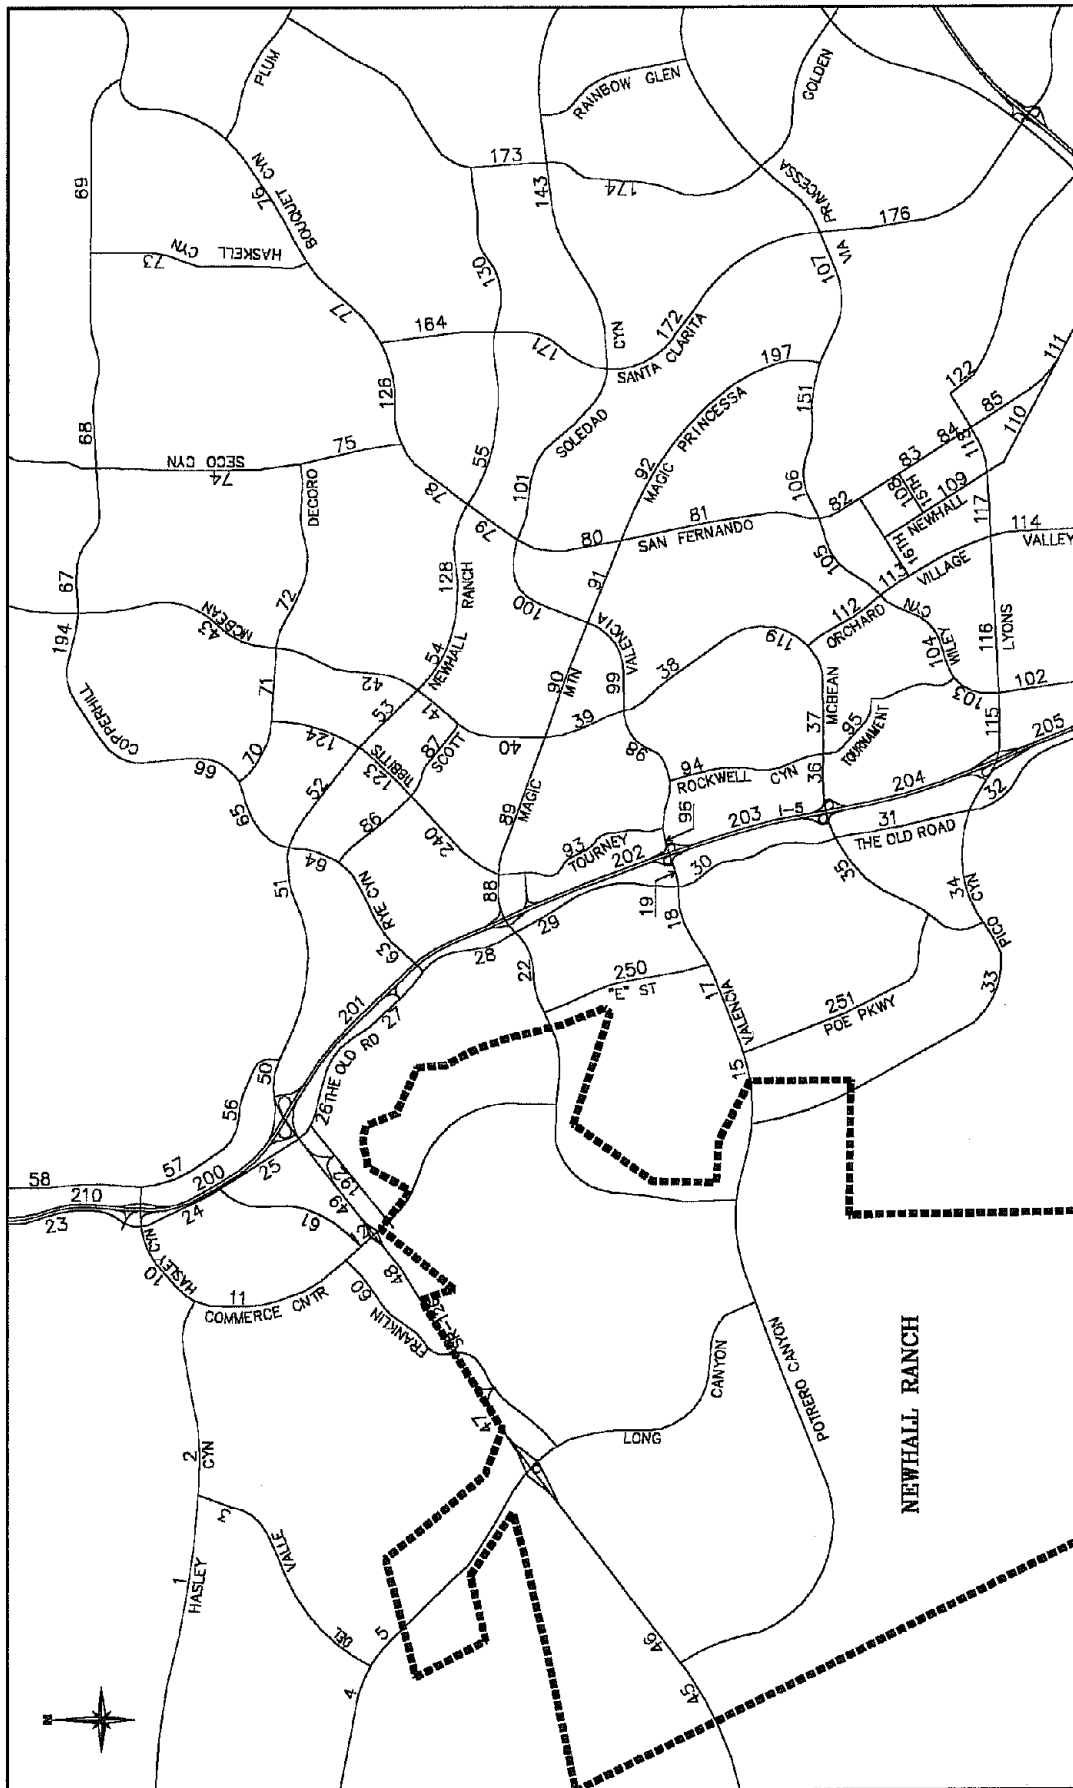 PLUM
RAINBOW GLEN
GOLDEN
69
BOUQUET CYN
76
173
143
174
PRINCESSA
VIA
176
HASKELL CYN
73
77
130
107
164
171
CYN
172
SANTA CLARITA
197
111
126
SOLEDAD
PRINCESSA
MAGIC
92
151
122
85
110
68
SECO CYN
74
75
55
78
101
106
84
118
83
DECORO
79
80
81
SAN FERNANDO
82
108
15TH
109
NEWHALL
16TH
117
114
VALLEY
67
72
128
RANCH
91
105
113
VILLAGE
194
MCBEAN
43
54
NEWHALL
100
VALENCIA
112
ORCHARD
CYN
WILEY
104
116
LYONS
COPPERHILL
71
42
53
41
90
MTN
99
38
119
103
102
124
87
SCOTT
39
40
37
MCBEAN
95
TOURNAMENT
115
205
66
70
52
123
TIBBITTS
98
94
ROCKWELL CYN
36
204
65
86
240
89
MAGIC
96
203
I-5
31
THE OLD ROAD
32
64
93
TOURNEY
202
51
RYE CYN
63
88
19
30
35
34
PICO CYN
28
29
18
22
250
"E" ST
17
VALENCIA
251
POE PKWY
33
201
27
THE OLD RD
50
15
56
26
57
200
25
192
49
58
210
23
24
61
10
HASLEY CYN
11
COMMERCE CNTR
48
60
FRANKLIN
47
LONG
CANYON
POTRERO CANYON
NEWHALL RANCH
2
CYN
3
VALLE
DEL
1
HASLEY
5
4
46
45
N